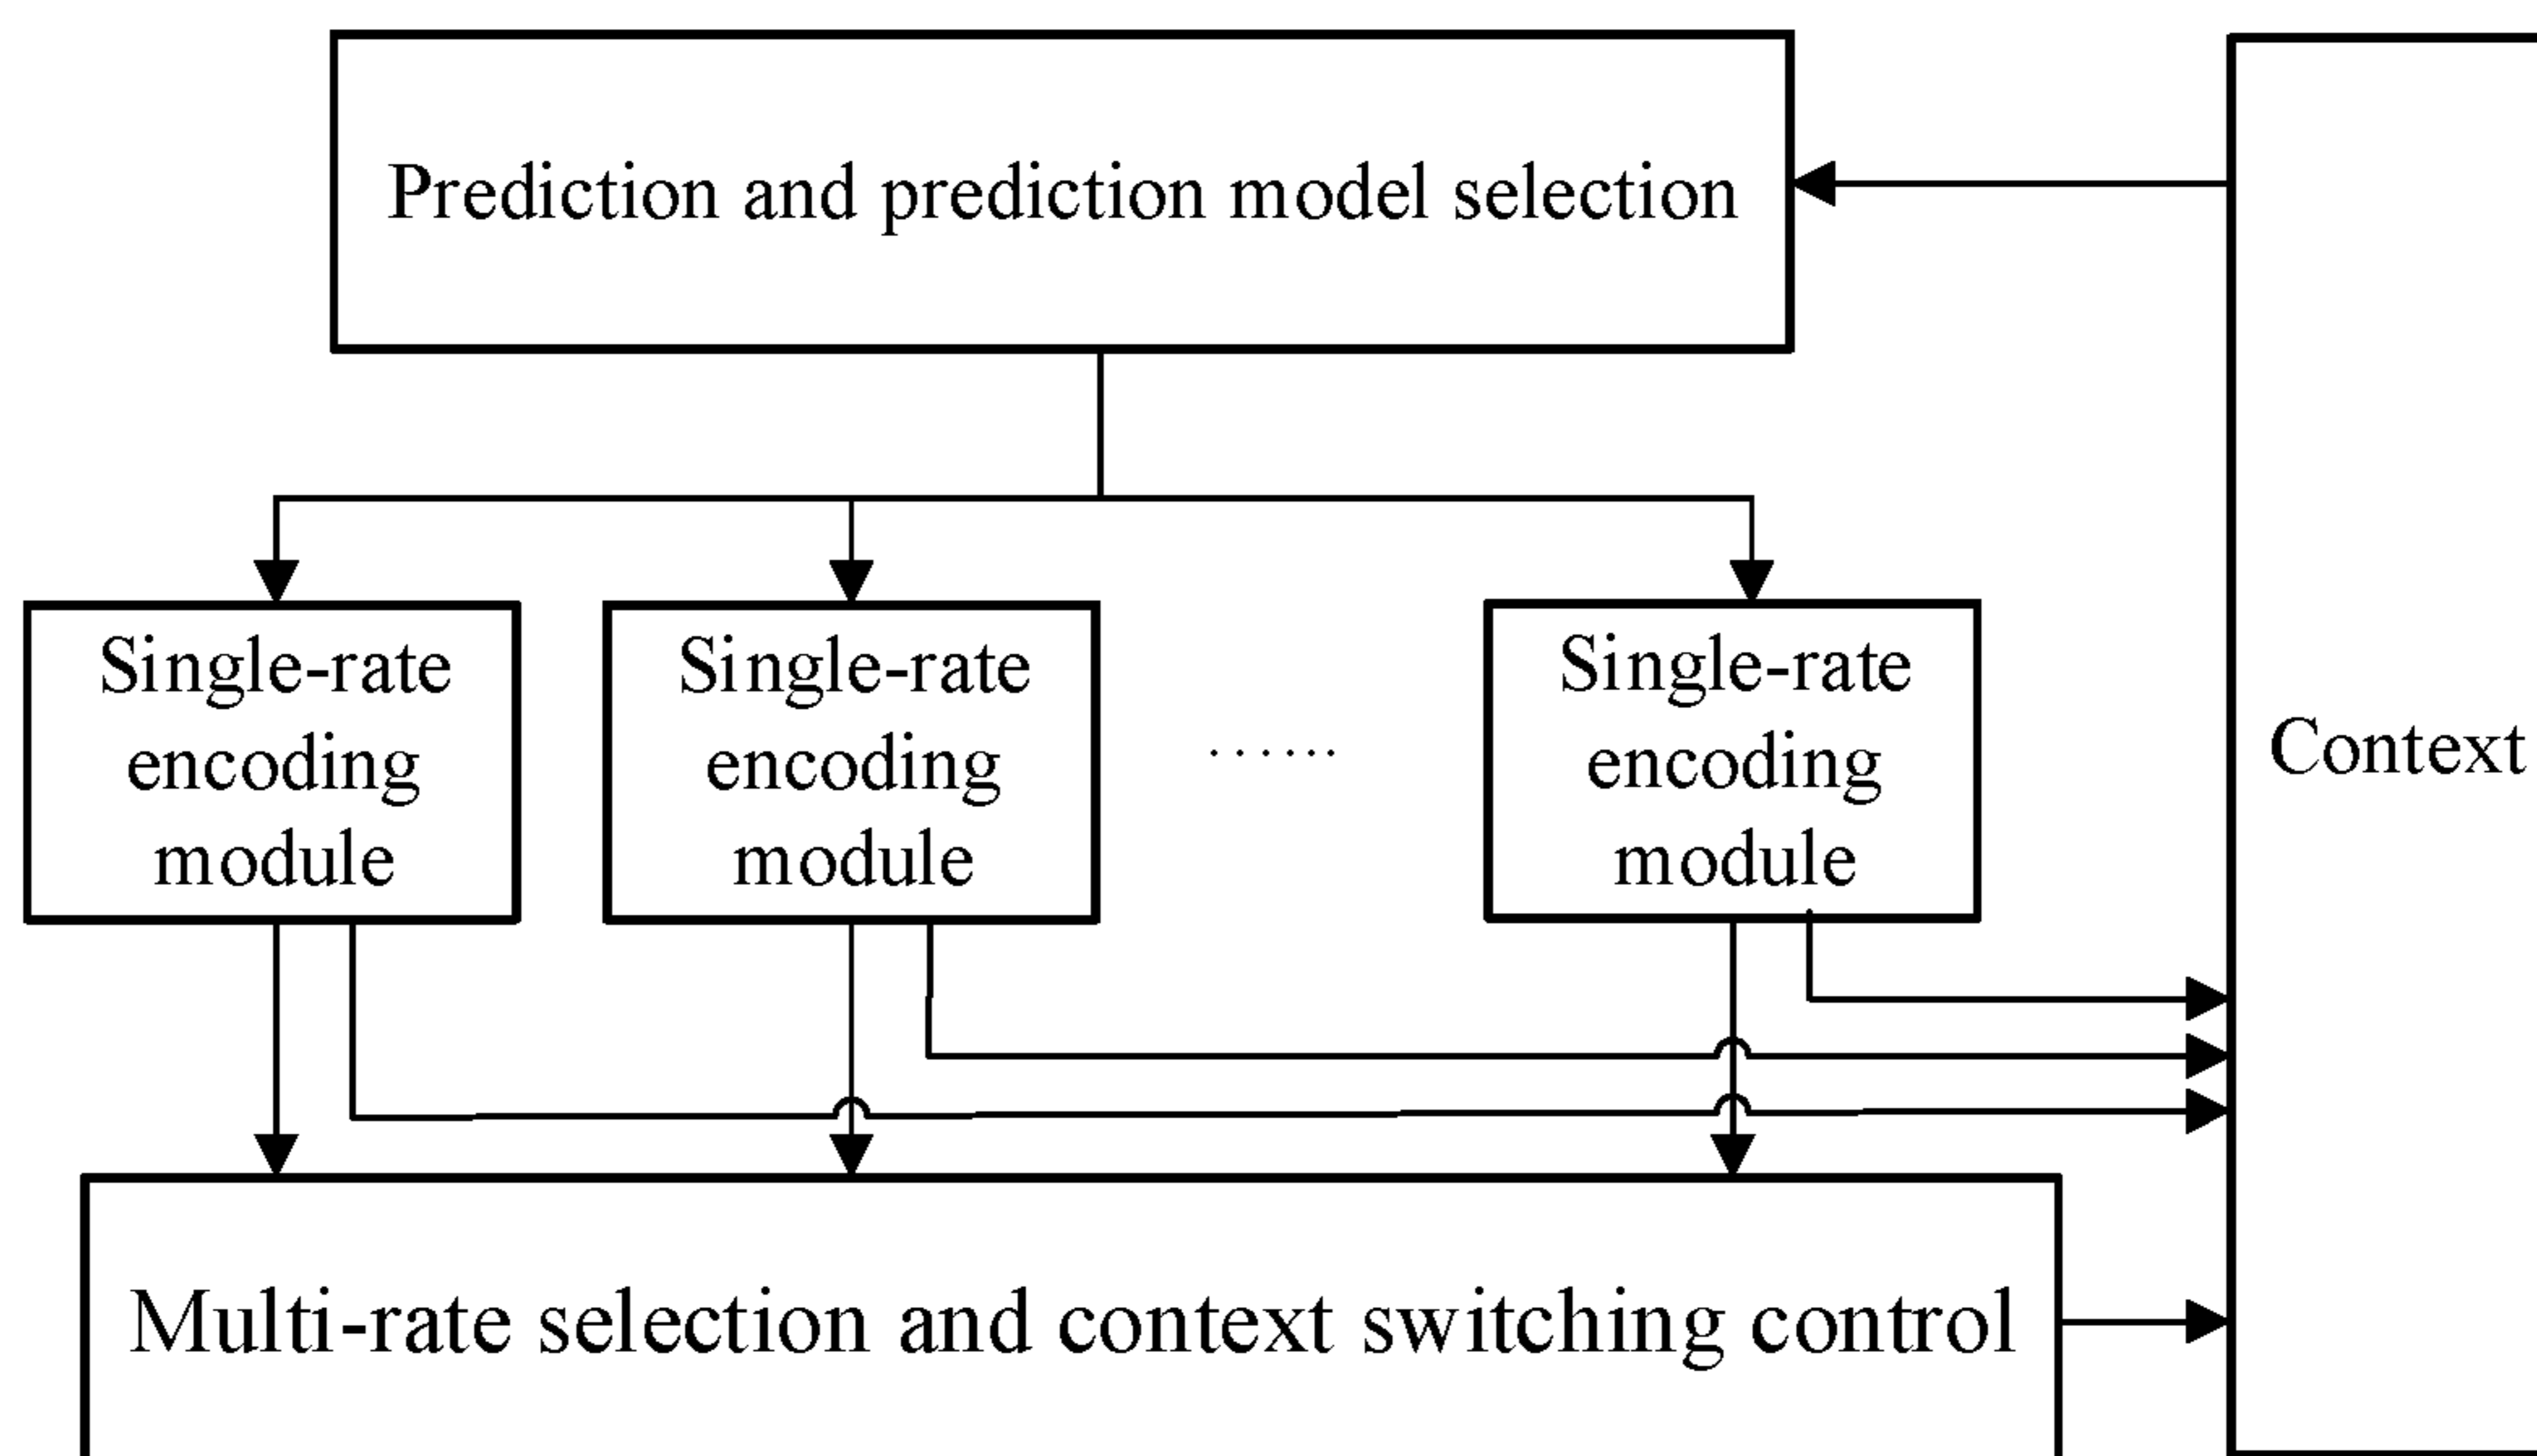 Prediction and prediction model selection
Single-rate
encoding
module
Single-rate
encoding
module
......
Single-rate
encoding
module
Context
Multi-rate selection and context switching control